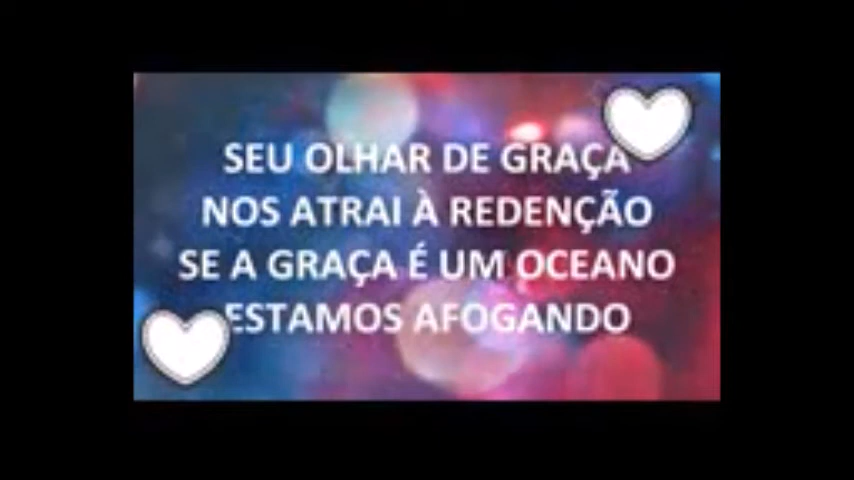 SEU OLHAR DE GRAÇA
NOS ATRAI À REDENÇÃO
SE A GRAÇA É UM OCEANO
ESTAMOS AFOGANDO